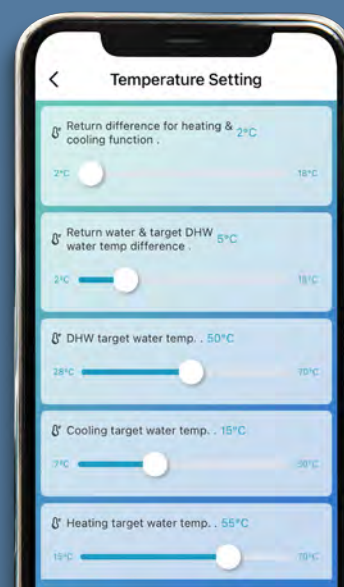 Temperature Setting
Return difference for heating &
cooling function . 2°C
2°C 18°C
Return water & target DHW
water temp difference . 5°C
2°C 18°C
DHW target water temp. . 50°C
28°C 70°C
Cooling target water temp. . 15°C
7°C 30°C
Heating target water temp. . 55°C
15°C 70°C